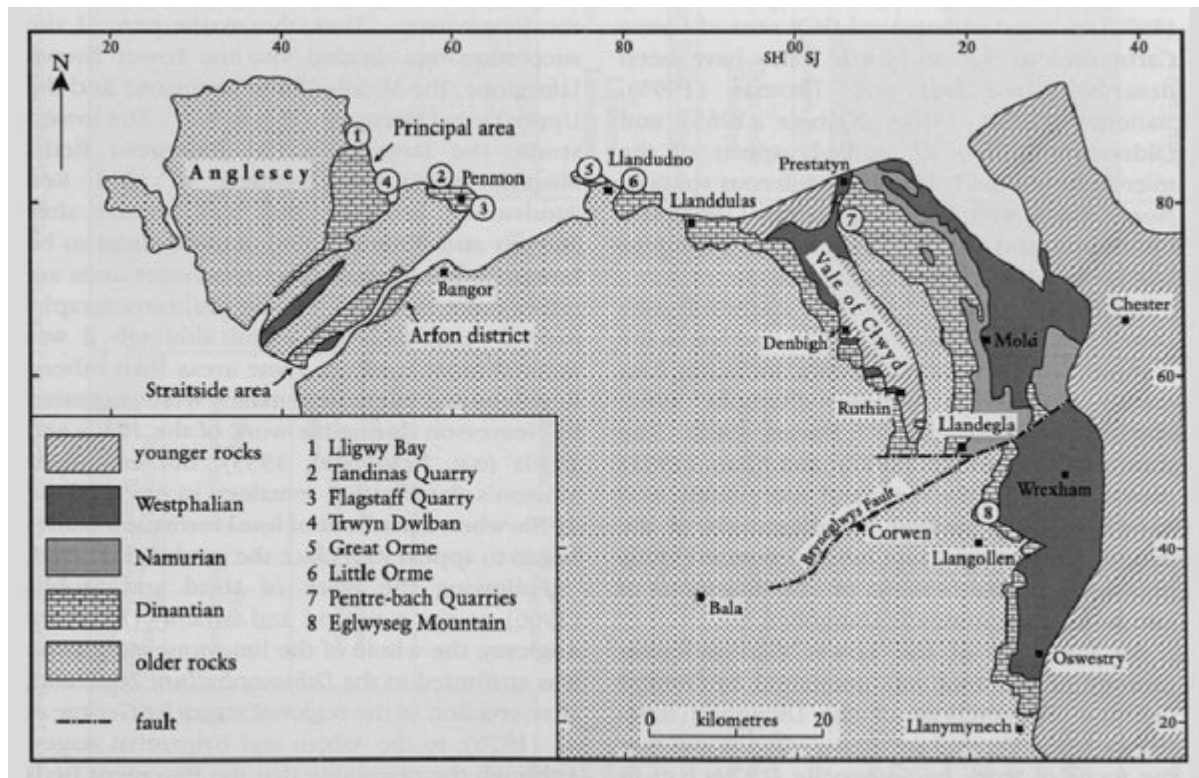 20
40
60
80
00
20
40
SH SJ
N
Principal area
1
Anglesey
2
Penmon
4
3
5
Llandudno
6
Prestatyn
Llanddulas
7
80
Bangor
Vale of Clwyd
Chester
Arfon district
Denbigh
Mold
Straitside area
60
Ruthin
Llandegla
younger rocks
1 Lligwy Bay
2 Tandinas Quarry
Westphalian
3 Flagstaff Quarry
4 Trwyn Dwlban
Namurian
5 Great Orme
6 Little Orme
Dinantian
7 Pentre-bach Quarries
8 Eglwyseg Mountain
older rocks
fault
Wrexham
Bryneglwys Fault
8
Corwen
Llangollen
40
Bala
Oswestry
0 kilometres 20
Llanymynech
20